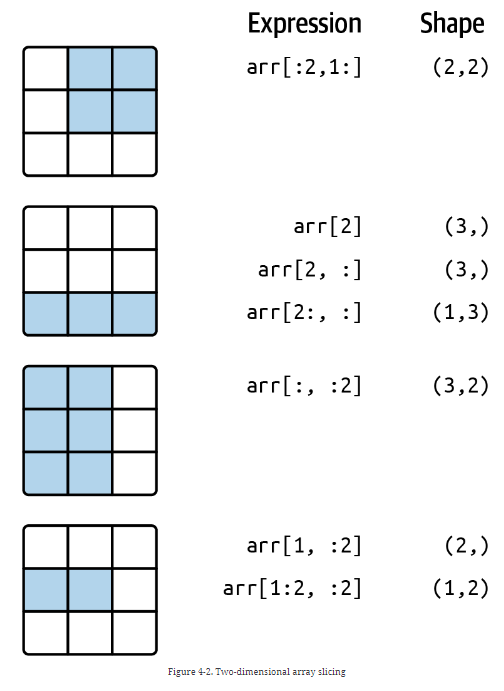 Expression Shape
arr[:2,1:] (2,2)
arr[2] (3,)
arr[2, :] (3,)
arr[2:, :] (1,3)
arr[:, :2] (3,2)
arr[1, :2] (2,)
arr[1:2, :2] (1,2)
Figure 4-2. Two-dimensional array slicing